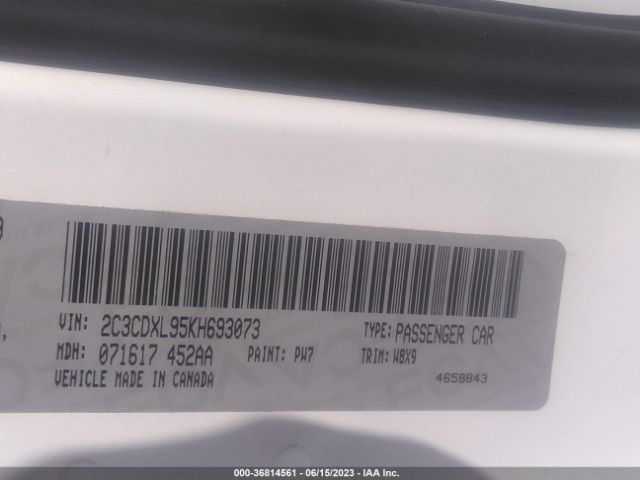 VIN: 2C3CDXL95KH693073 TYPE: PASSENGER CAR
MDH: 071617 452AA PAINT: PW7 TRIM: W8X9
VEHICLE MADE IN CANADA 4658843
000-36814561 - 06/15/2023 - IAA Inc.